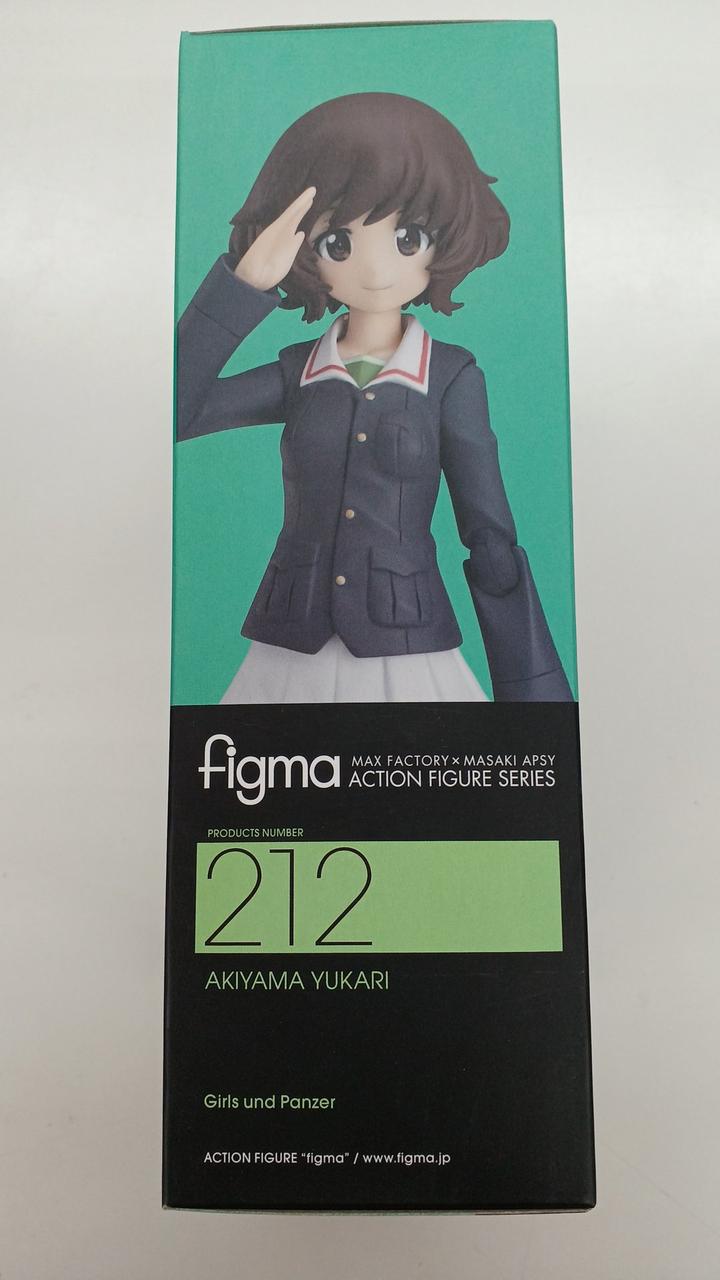 figma
MAX FACTORY × MASAKI APSY
ACTION FIGURE SERIES
PRODUCTS NUMBER
212
AKIYAMA YUKARI
Girls und Panzer
ACTION FIGURE “figma” / www.figma.jp